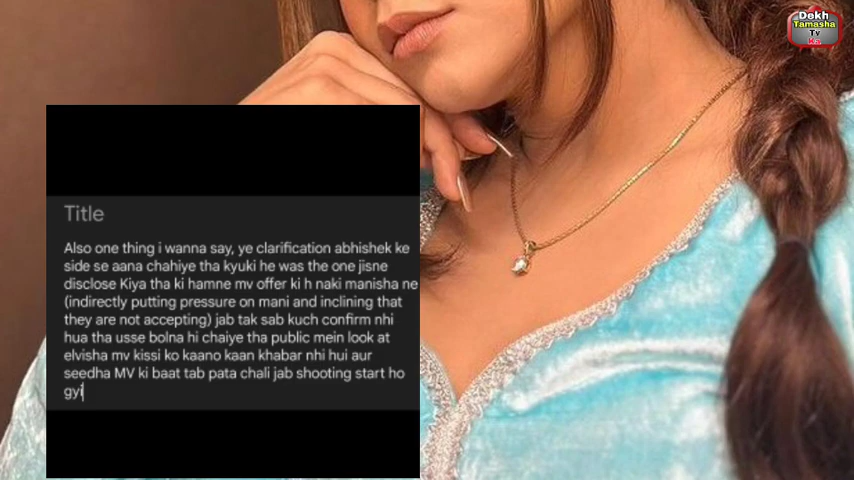 Dekh
Tamasha
Tv
Ka
Title
Also one thing i wanna say, ye clarification abhishek ke
side se aana chahiye tha kyuki he was the one jisne
disclose Kiya tha ki hamne mv offer ki h naki manisha ne
(indirectly putting pressure on mani and inclining that
they are not accepting) jab tak sab kuch confirm nhi
hua tha usse bolna hi chaiye tha public mein look at
elvisha mv kissi ko kaano kaan khabar nhi hui aur
seedha MV ki baat tab pata chali jab shooting start ho
gyi